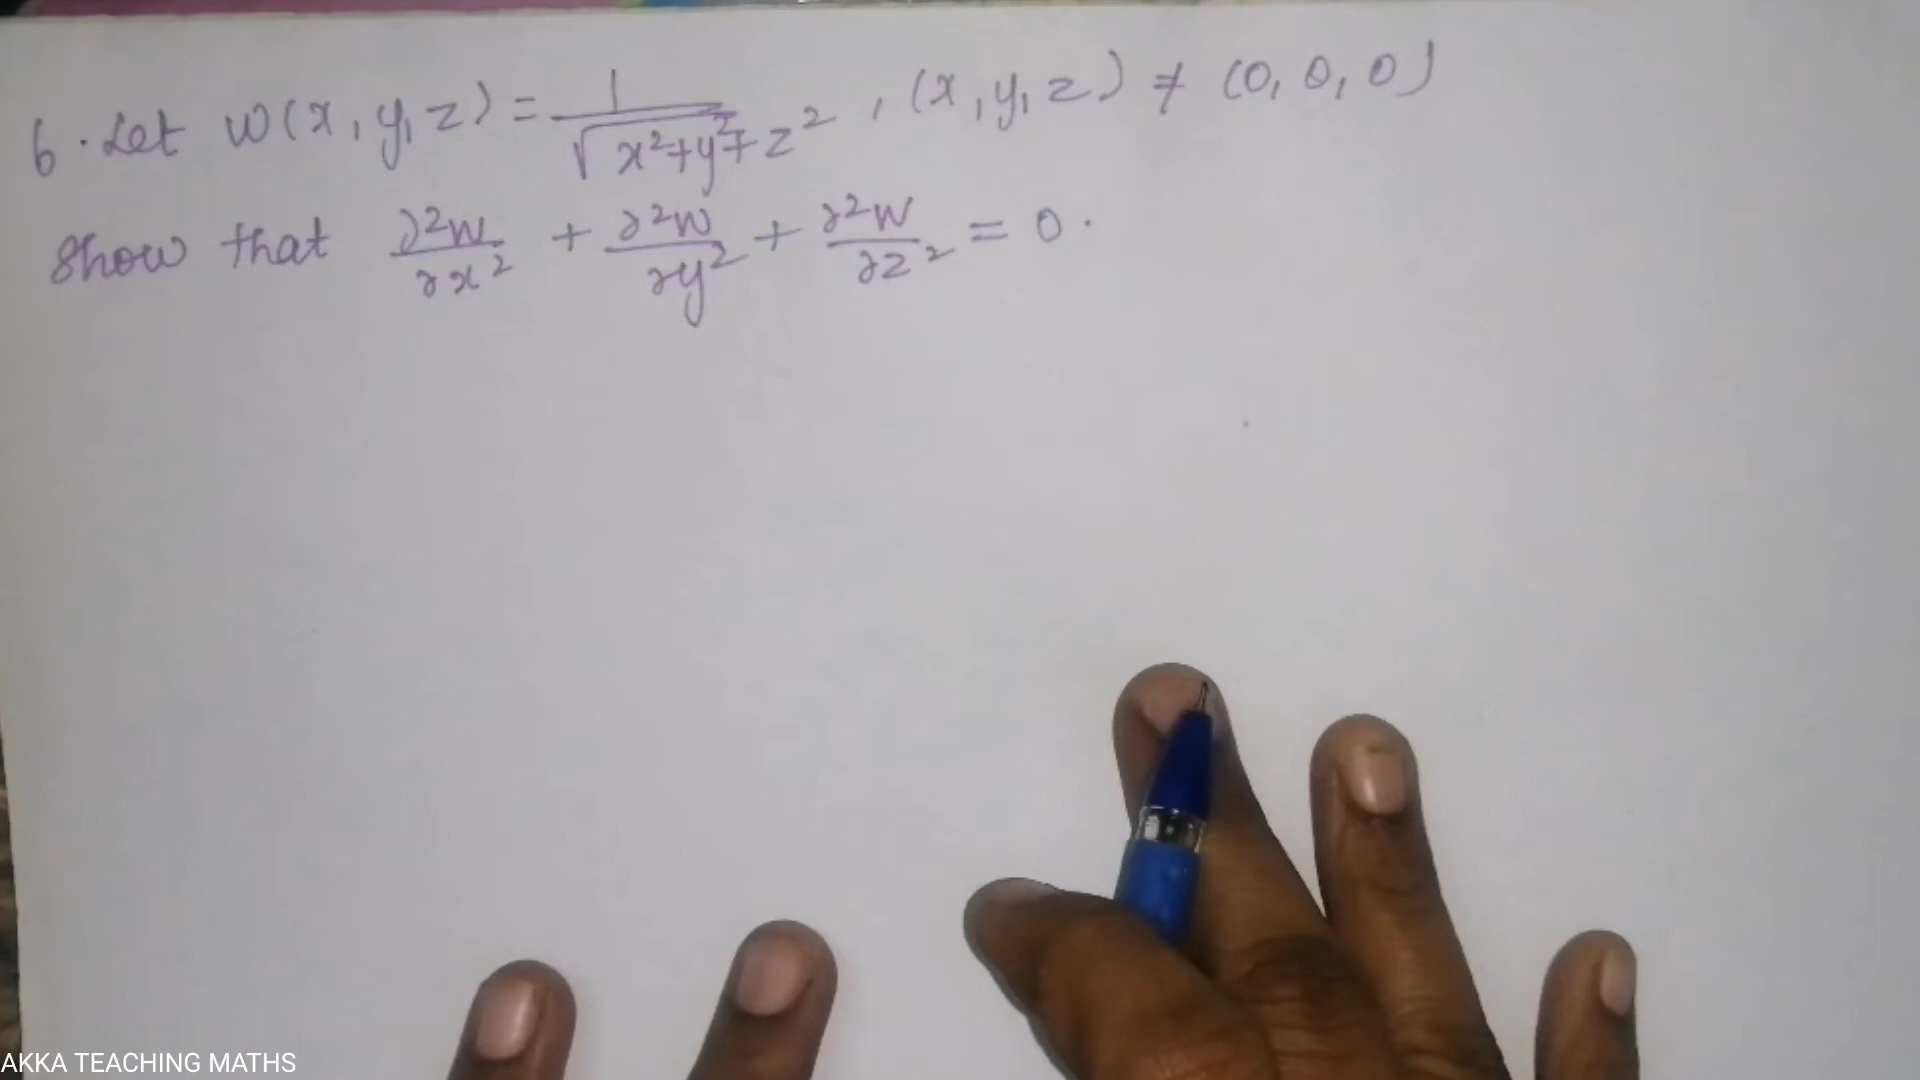 6. Let w(x, y, z) = 1/√x²+y²+z², (x, y, z) ≠ (0, 0, 0)
Show that ∂²w/∂x² + ∂²w/∂y² + ∂²w/∂z² = 0.
AKKA TEACHING MATHS